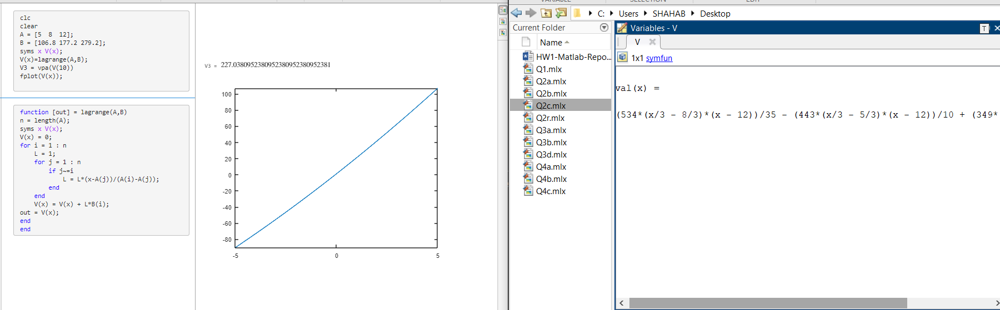 clc
clear
A = [5  8  12];
B = [106.8 177.2 279.2];
syms x V(x);
V(x)=lagrange(A,B);
V3 = vpa(V(10))
fplot(V(x));
function [out] = lagrange(A,B)
n = length(A);
syms x V(x);
V(x) = 0;
for i = 1 : n
    L = 1;
    for j = 1 : n
        if j~=i
            L = L*(x-A(j))/(A(i)-A(j));
        end
    end
    V(x) = V(x) + L*B(i);
out = V(x);
end
end
V3 = 227.0380952380952380952380952381
100
80
60
40
20
0
-20
-40
-60
-80
-5
0
5
C: Users SHAHAB Desktop
Current Folder
Name
HW1-Matlab-Repo...
Q1.mlx
Q2a.mlx
Q2b.mlx
Q2c.mlx
Q2r.mlx
Q3a.mlx
Q3b.mlx
Q3d.mlx
Q4a.mlx
Q4b.mlx
Q4c.mlx
VARIABLE SELECTION EDIT
Variables - V
T
V
1x1 symfun
val(x) =
(534*(x/3 - 8/3)*(x - 12))/35 - (443*(x/3 - 5/3)*(x - 12))/10 + (349*